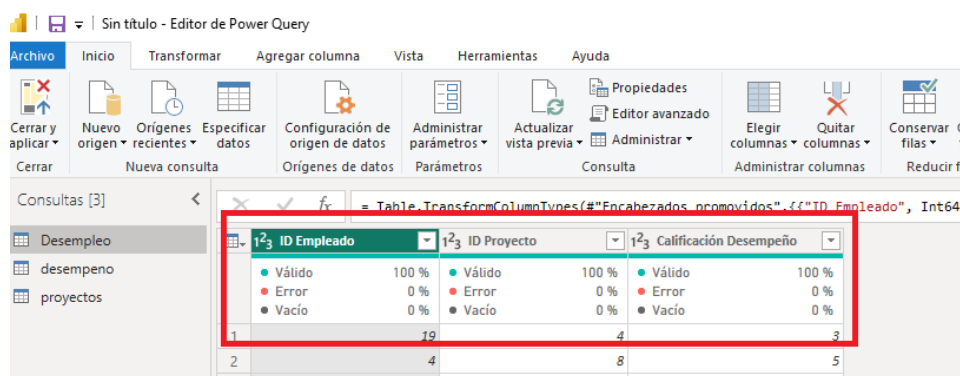 Sin título - Editor de Power Query
Archivo Inicio Transformar Agregar columna Vista Herramientas Ayuda
Cerrar y aplicar
Nuevo origen
Orígenes recientes
Especificar datos
Configuración de origen de datos
Administrar parámetros
Actualizar vista previa
Propiedades
Editor avanzado
Administrar
Elegir columnas
Quitar columnas
Conservar filas
Cerrar Nueva consulta Orígenes de datos Parámetros Consulta Administrar columnas Reducir f
Consultas [3]
fx = Table.TransformColumnTypes(#"Encabezados promovidos",{{"ID Empleado", Int64
Desempleo
desempeno
proyectos
123 ID Empleado 123 ID Proyecto 123 Calificación Desempeño
Válido 100 % Válido 100 % Válido 100 %
Error 0 % Error 0 % Error 0 %
Vacío 0 % Vacío 0 % Vacío 0 %
1 19 4 3
2 4 8 5